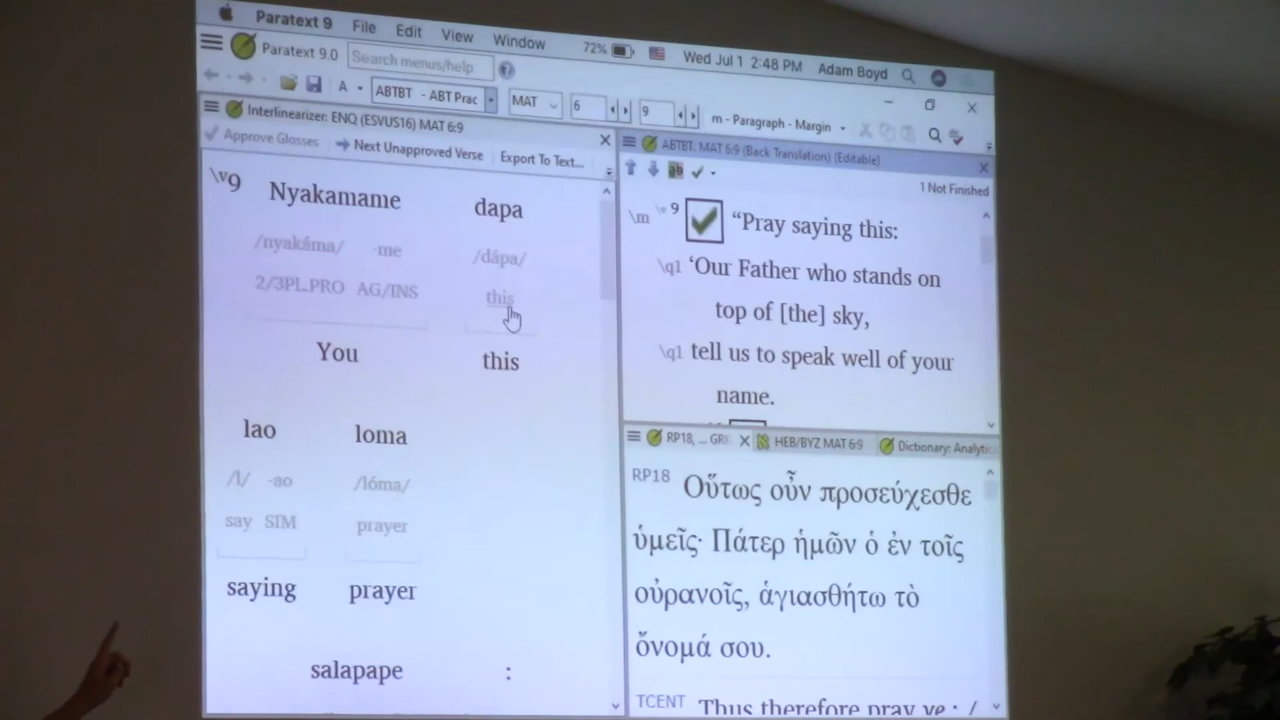 Paratext 9 File Edit View Window 72% Wed Jul 1 2:48 PM Adam Boyd
Paratext 9.0 Search menus/help
A ABTBT - ABT Prac MAT 6 9 m - Paragraph - Margin
Interlinearizer: ENQ (ESVUS16) MAT 6:9
Approve Glosses Next Unapproved Verse Export To Text...
\v9 Nyakamame dapa
/nyakáma/ -me /dápa/
2/3PL.PRO AG/INS this
You this
lao loma
/l/ -ao /lóma/
say SIM prayer
saying prayer
salapape :
ABTBT: MAT 6:9 (Back Translation) (Editable)
1 Not Finished
\m \v 9 “Pray saying this:
\q1 ‘Our Father who stands on
top of [the] sky,
\q1 tell us to speak well of your
name.
RP18, ... GRK HEB/BYZ MAT 6:9 Dictionary: Analytic
RP18 Οὕτως οὖν προσεύχεσθε
ὑμεῖς· Πάτερ ἡμῶν ὁ ἐν τοῖς
οὐρανοῖς, ἁγιασθήτω τὸ
ὄνομά σου.
TCENT Thus therefore pray ye : /